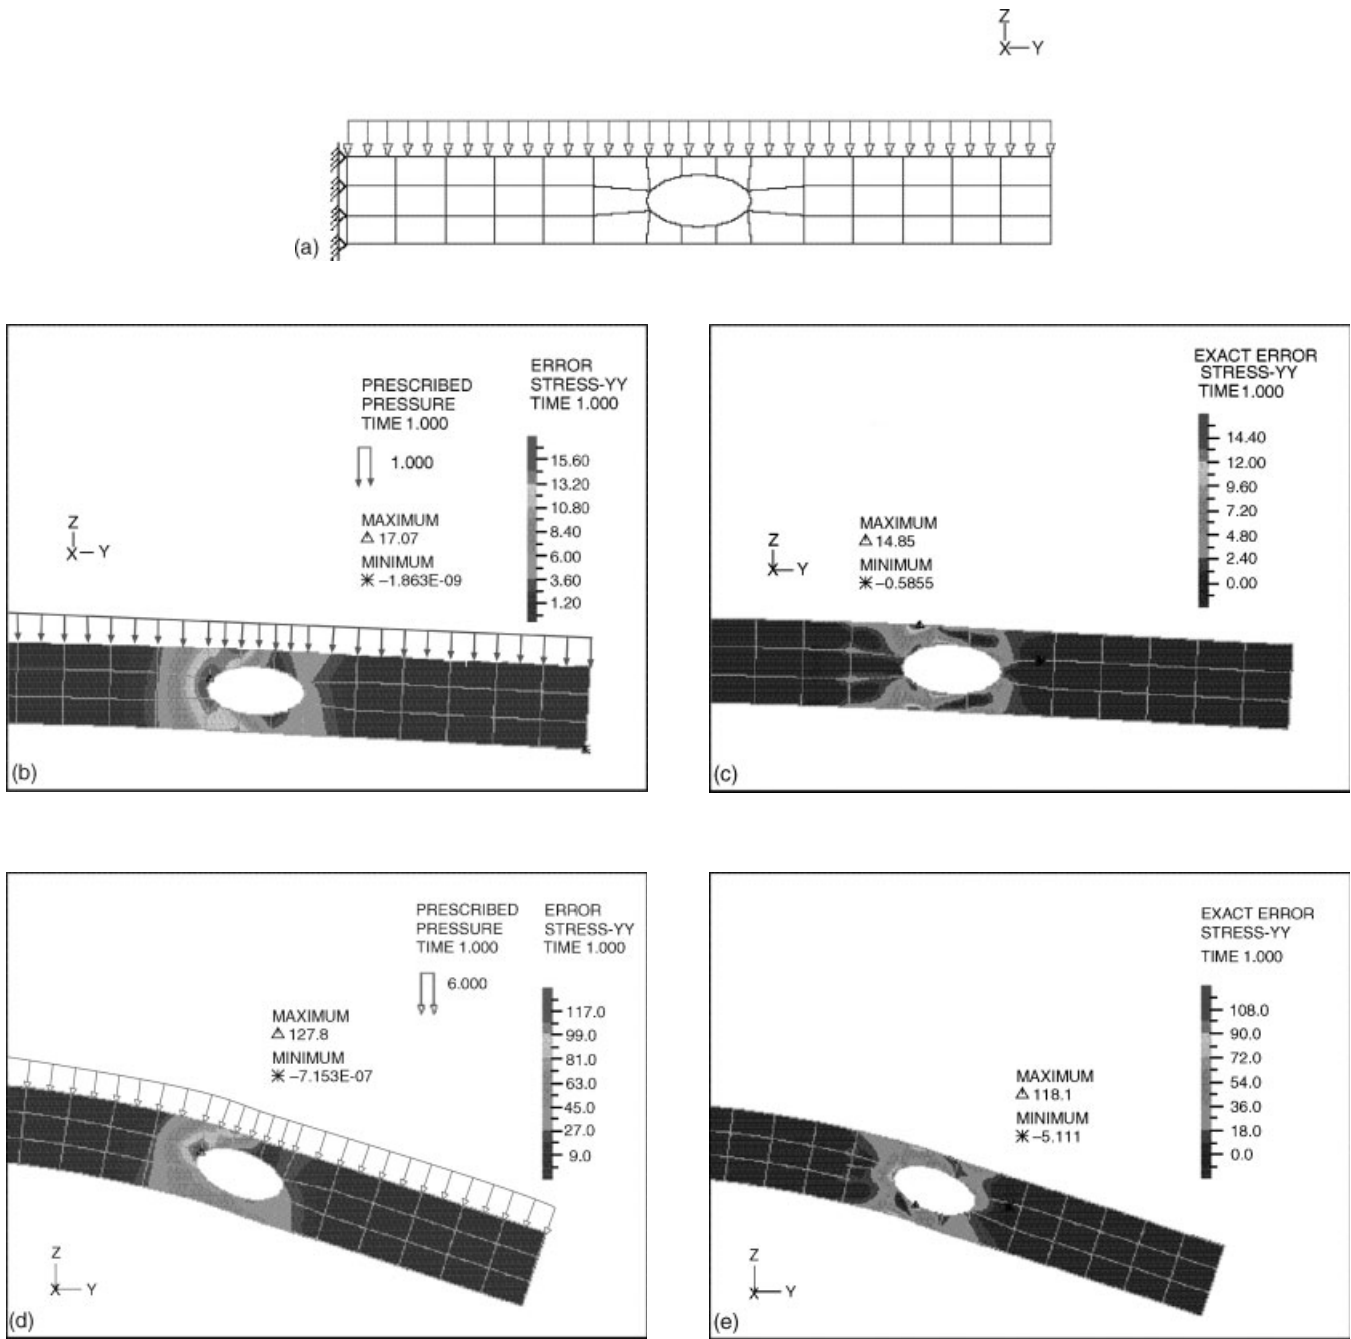 Z
X Y
(a)
PRESCRIBED
PRESSURE
TIME 1.000
1.000
MAXIMUM
17.07
MINIMUM
−1.863E-09
ERROR
STRESS-YY
TIME 1.000
15.60
13.20
10.80
8.40
6.00
3.60
1.20
Z
X Y
(b)
EXACT ERROR
STRESS-YY
TIME1.000
14.40
12.00
9.60
7.20
4.80
2.40
0.00
MAXIMUM
14.85
MINIMUM
−0.5855
Z
X Y
(c)
PRESCRIBED
PRESSURE
TIME 1.000
6.000
ERROR
STRESS-YY
TIME 1.000
117.0
99.0
81.0
63.0
45.0
27.0
9.0
MAXIMUM
127.8
MINIMUM
−7.153E-07
Z
X Y
(d)
EXACT ERROR
STRESS-YY
TIME 1.000
108.0
90.0
72.0
54.0
36.0
18.0
0.0
MAXIMUM
118.1
MINIMUM
−5.111
Z
X Y
(e)